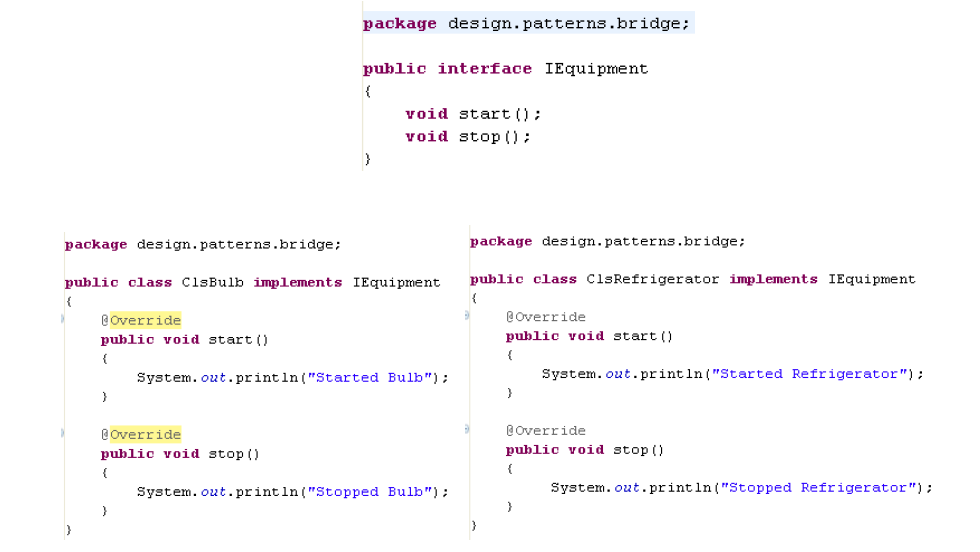 package design.patterns.bridge;
public interface IEquipment
{
void start();
void stop();
}
package design.patterns.bridge;
public class ClsBulb implements IEquipment
{
@Override
public void start()
{
System.out.println("Started Bulb");
}
@Override
public void stop()
{
System.out.println("Stopped Bulb");
}
}
package design.patterns.bridge;
public class ClsRefrigerator implements IEquipment
{
@Override
public void start()
{
System.out.println("Started Refrigerator");
}
@Override
public void stop()
{
System.out.println("Stopped Refrigerator");
}
}